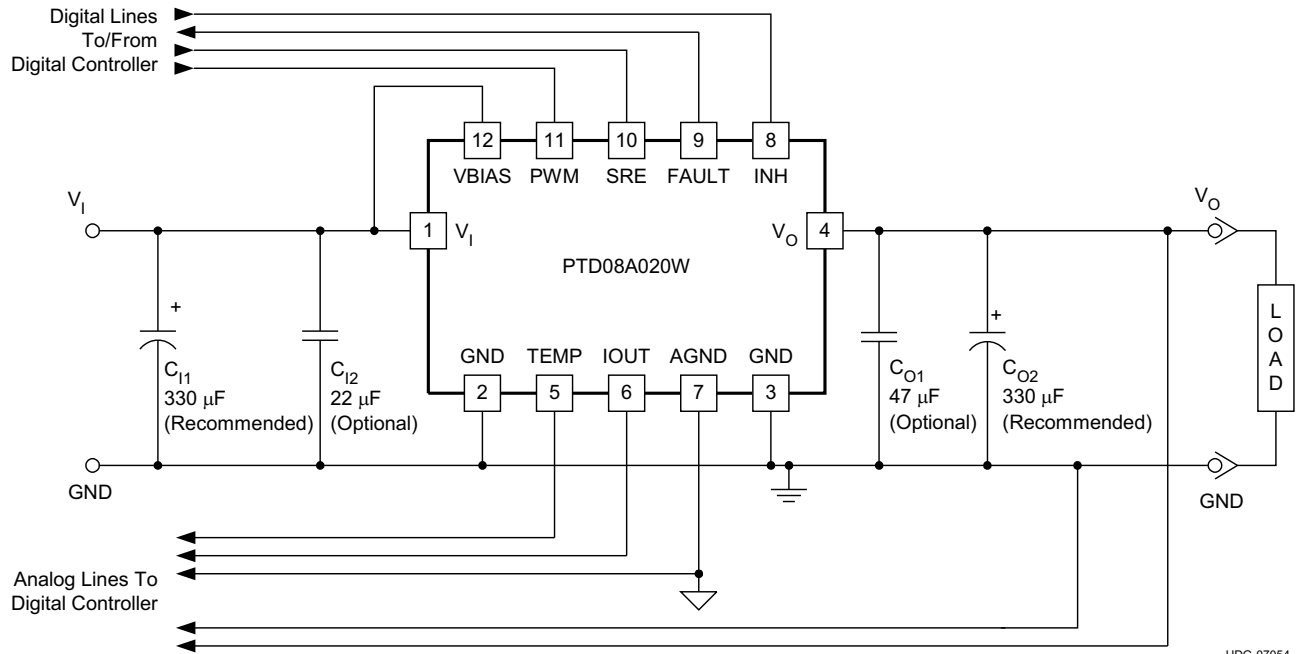 Digital Lines
To/From
Digital Controller
12
11
10
9
8
VBIAS
PWM
SRE
FAULT
INH
VI
1
VI
VO
4
VO
PTD08A020W
+
CI1
330 μF
(Recommended)
CI2
22 μF
(Optional)
GND
TEMP
IOUT
AGND
GND
2
5
6
7
3
CO1
47 μF
(Optional)
+
CO2
330 μF
(Recommended)
L
O
A
D
GND
GND
Analog Lines To
Digital Controller
UDG-07054